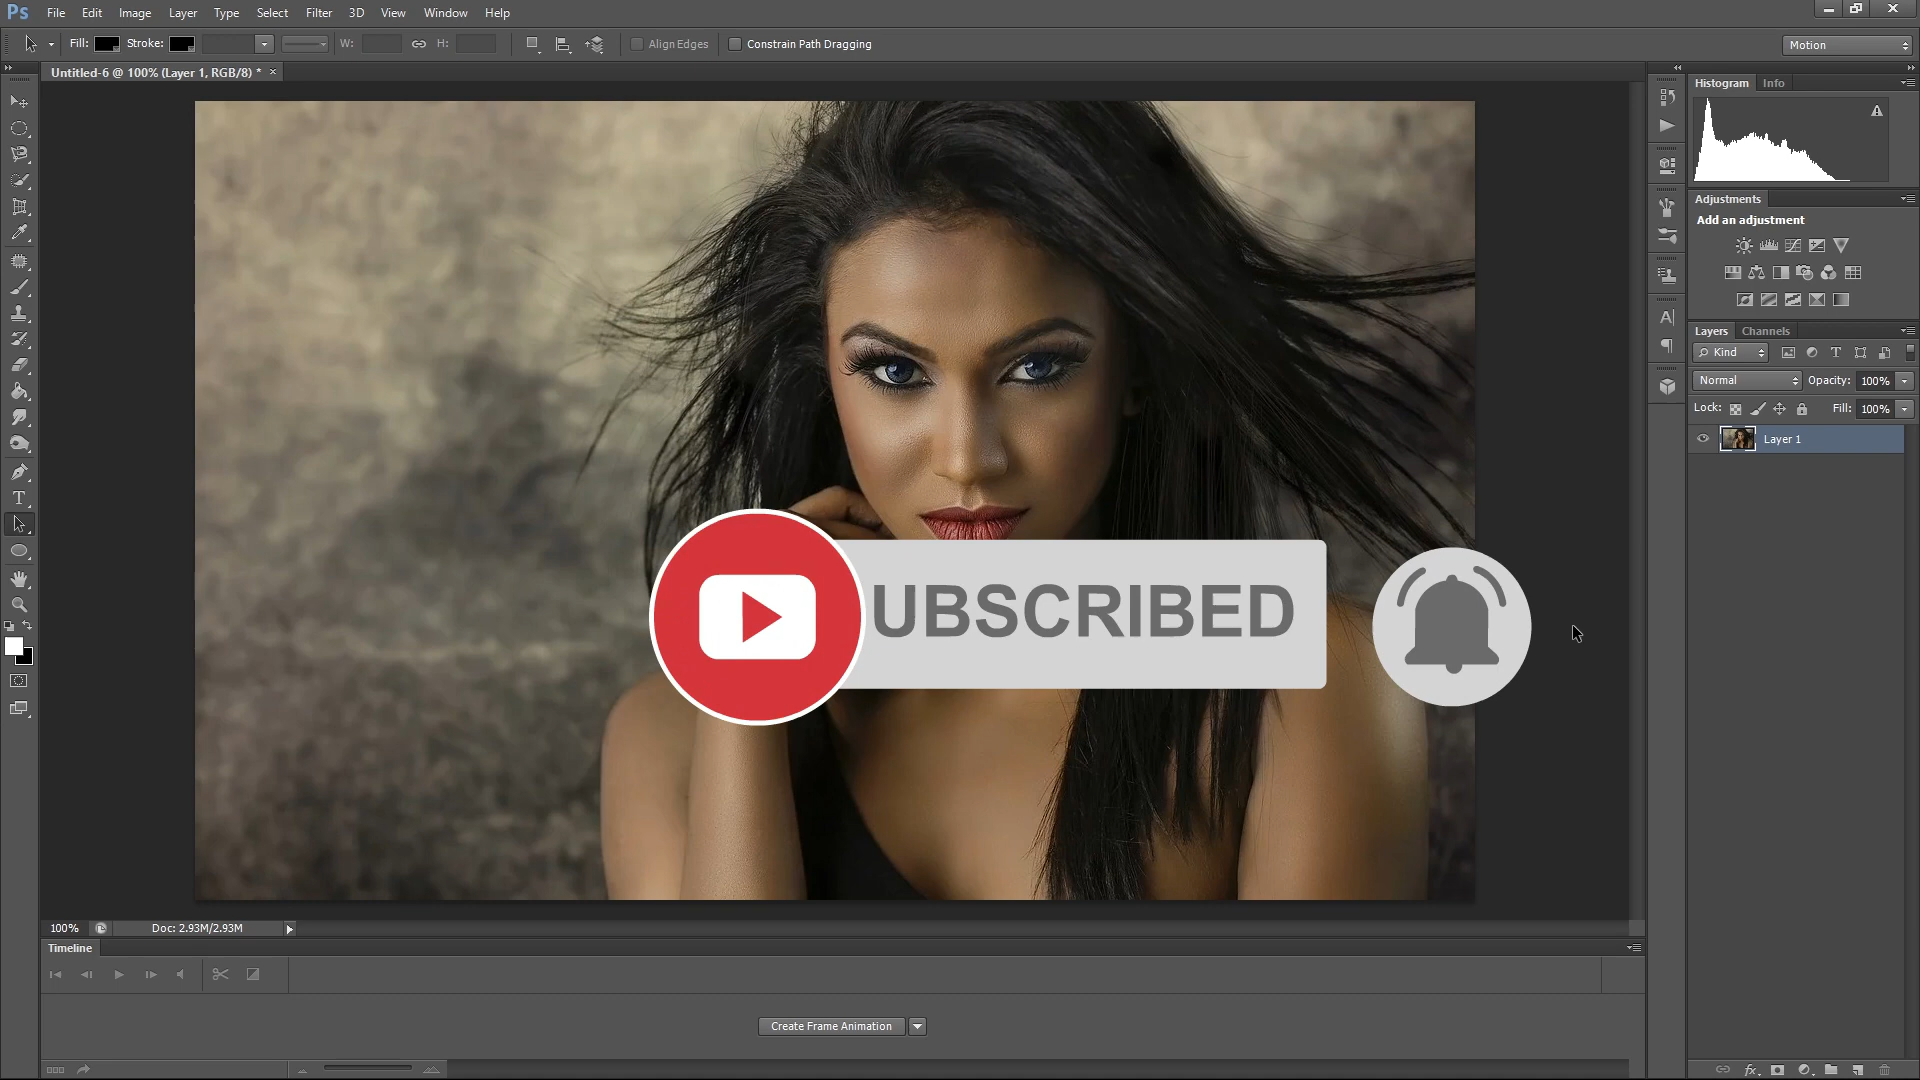 Ps File Edit Image Layer Type Select Filter 3D View Window Help
Fill: Stroke: W: H: Align Edges Constrain Path Dragging Motion
Untitled-6 @ 100% (Layer 1, RGB/8) * ×
Histogram Info
Adjustments
Add an adjustment
Layers Channels
Kind
Normal Opacity: 100%
Lock: Fill: 100%
Layer 1
UBSCRIBED
100% Doc: 2.93M/2.93M
Timeline
Create Frame Animation
fx